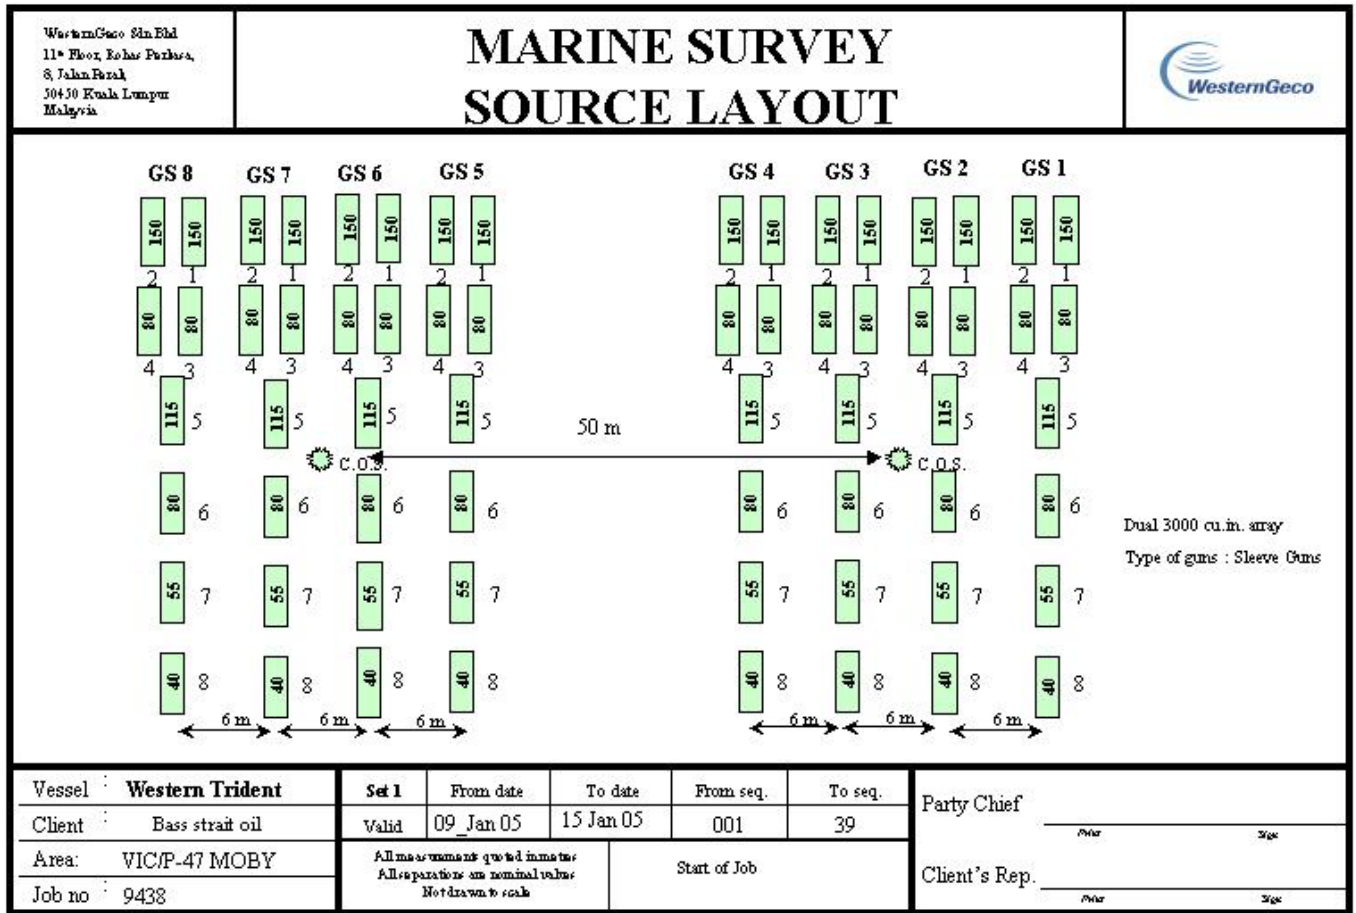 WesternGeco Sdn Bhd
11th Floor, Rohas Perkasa,
8, Jalan Perak,
50450 Kuala Lumpur
Malaysia
MARINE SURVEY
SOURCE LAYOUT
WesternGeco
GS 8 GS 7 GS 6 GS 5 GS 4 GS 3 GS 2 GS 1
150 150 150 150 150 150 150 150 150 150 150 150 150 150 150 150
2 1 2 1 2 1 2 1 2 1 2 1 2 1 2 1
80 80 80 80 80 80 80 80 80 80 80 80 80 80 80 80
4 3 4 3 4 3 4 3 4 3 4 3 4 3 4 3
115 5 115 5 115 5 115 5 115 5 115 5 115 5 115 5
50 m
C.O.S. C.O.S.
80 6 80 6 80 6 80 6 80 6 80 6 80 6 80 6
Dual 3000 cu.in. array
Type of guns : Sleeve Guns
55 7 55 7 55 7 55 7 55 7 55 7 55 7 55 7
40 8 40 8 40 8 40 8 40 8 40 8 40 8 40 8
6 m 6 m 6 m 6 m 6 m 6 m
Vessel : Western Trident
Client : Bass strait oil
Area: VIC/P-47 MOBY
Job no : 9438
Set 1 From date To date From seq. To seq.
Valid 09_Jan 05 15 Jan 05 001 39
All measurements quoted in metres
All separations are nominal values
Not drawn to scale
Start of Job
Party Chief
Print Sign
Client's Rep.
Print Sign